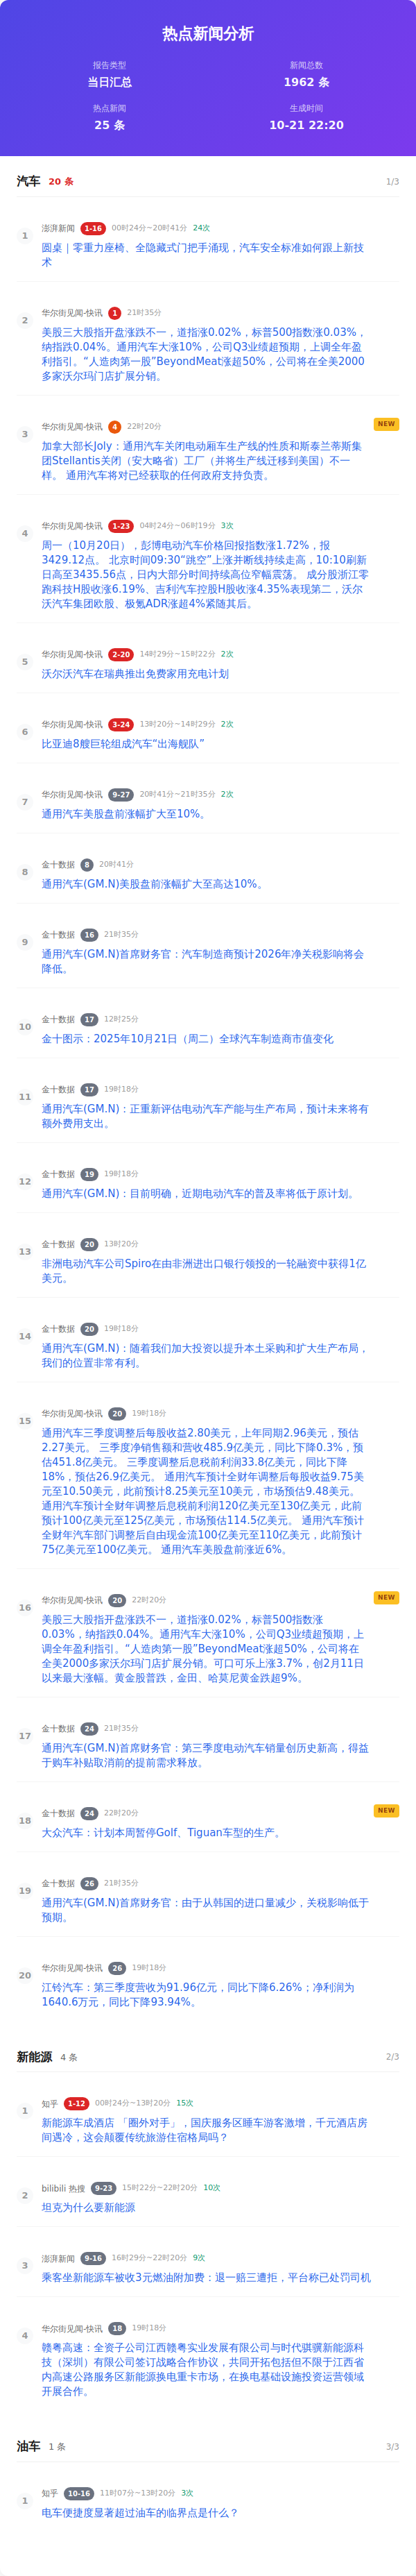 热点新闻分析
报告类型
新闻总数
当日汇总
1962 条
热点新闻
生成时间
25 条
10-21 22:20
汽车 20 条 1/3
1
澎湃新闻 1-16 00时24分~20时41分 24次
圆桌｜零重力座椅、全隐藏式门把手涌现，汽车安全标准如何跟上新技
术
2
华尔街见闻-快讯 1 21时35分
美股三大股指开盘涨跌不一，道指涨0.02%，标普500指数涨0.03%，
纳指跌0.04%。通用汽车大涨10%，公司Q3业绩超预期，上调全年盈
利指引。“人造肉第一股”BeyondMeat涨超50%，公司将在全美2000
多家沃尔玛门店扩展分销。
3
华尔街见闻-快讯 4 22时20分 NEW
加拿大部长Joly：通用汽车关闭电动厢车生产线的性质和斯泰兰蒂斯集
团Stellantis关闭（安大略省）工厂（并将生产线迁移到美国）不一
样。 通用汽车将对已经获取的任何政府支持负责。
4
华尔街见闻-快讯 1-23 04时24分~06时19分 3次
周一（10月20日），彭博电动汽车价格回报指数涨1.72%，报
3429.12点。 北京时间09:30“跳空”上涨并断线持续走高，10:10刷新
日高至3435.56点，日内大部分时间持续高位窄幅震荡。 成分股浙江零
跑科技H股收涨6.19%、吉利汽车控股H股收涨4.35%表现第二，沃尔
沃汽车集团欧股、极氪ADR涨超4%紧随其后。
5
华尔街见闻-快讯 2-20 14时29分~15时22分 2次
沃尔沃汽车在瑞典推出免费家用充电计划
6
华尔街见闻-快讯 3-24 13时20分~14时29分 2次
比亚迪8艘巨轮组成汽车“出海舰队”
7
华尔街见闻-快讯 9-27 20时41分~21时35分 2次
通用汽车美股盘前涨幅扩大至10%。
8
金十数据 8 20时41分
通用汽车(GM.N)美股盘前涨幅扩大至高达10%。
9
金十数据 16 21时35分
通用汽车(GM.N)首席财务官：汽车制造商预计2026年净关税影响将会
降低。
10
金十数据 17 12时25分
金十图示：2025年10月21日（周二）全球汽车制造商市值变化
11
金十数据 17 19时18分
通用汽车(GM.N)：正重新评估电动汽车产能与生产布局，预计未来将有
额外费用支出。
12
金十数据 19 19时18分
通用汽车(GM.N)：目前明确，近期电动汽车的普及率将低于原计划。
13
金十数据 20 13时20分
非洲电动汽车公司Spiro在由非洲进出口银行领投的一轮融资中获得1亿
美元。
14
金十数据 20 19时18分
通用汽车(GM.N)：随着我们加大投资以提升本土采购和扩大生产布局，
我们的位置非常有利。
15
华尔街见闻-快讯 20 19时18分
通用汽车三季度调整后每股收益2.80美元，上年同期2.96美元，预估
2.27美元。 三季度净销售额和营收485.9亿美元，同比下降0.3%，预
估451.8亿美元。 三季度调整后息税前利润33.8亿美元，同比下降
18%，预估26.9亿美元。 通用汽车预计全财年调整后每股收益9.75美
元至10.50美元，此前预计8.25美元至10美元，市场预估9.48美元。
通用汽车预计全财年调整后息税前利润120亿美元至130亿美元，此前
预计100亿美元至125亿美元，市场预估114.5亿美元。 通用汽车预计
全财年汽车部门调整后自由现金流100亿美元至110亿美元，此前预计
75亿美元至100亿美元。 通用汽车美股盘前涨近6%。
16
华尔街见闻-快讯 20 22时20分 NEW
美股三大股指开盘涨跌不一，道指涨0.02%，标普500指数涨
0.03%，纳指跌0.04%。通用汽车大涨10%，公司Q3业绩超预期，上
调全年盈利指引。“人造肉第一股”BeyondMeat涨超50%，公司将在
全美2000多家沃尔玛门店扩展分销。可口可乐上涨3.7%，创2月11日
以来最大涨幅。黄金股普跌，金田、哈莫尼黄金跌超9%。
17
金十数据 24 21时35分
通用汽车(GM.N)首席财务官：第三季度电动汽车销量创历史新高，得益
于购车补贴取消前的提前需求释放。
18
金十数据 24 22时20分 NEW
大众汽车：计划本周暂停Golf、Tiguan车型的生产。
19
金十数据 26 21时35分
通用汽车(GM.N)首席财务官：由于从韩国的进口量减少，关税影响低于
预期。
20
华尔街见闻-快讯 26 19时18分
江铃汽车：第三季度营收为91.96亿元，同比下降6.26%；净利润为
1640.6万元，同比下降93.94%。
新能源 4 条 2/3
1
知乎 1-12 00时24分~13时20分 15次
新能源车成酒店 「圈外对手」，国庆服务区睡车游客激增，千元酒店房
间遇冷，这会颠覆传统旅游住宿格局吗？
2
bilibili 热搜 9-23 15时22分~22时20分 10次
坦克为什么要新能源
3
澎湃新闻 9-16 16时29分~22时20分 9次
乘客坐新能源车被收3元燃油附加费：退一赔三遭拒，平台称已处罚司机
4
华尔街见闻-快讯 18 19时18分
赣粤高速：全资子公司江西赣粤实业发展有限公司与时代骐骥新能源科
技（深圳）有限公司签订战略合作协议，共同开拓包括但不限于江西省
内高速公路服务区新能源换电重卡市场，在换电基础设施投资运营领域
开展合作。
油车 1 条 3/3
1
知乎 10-16 11时07分~13时20分 3次
电车便捷度显著超过油车的临界点是什么？